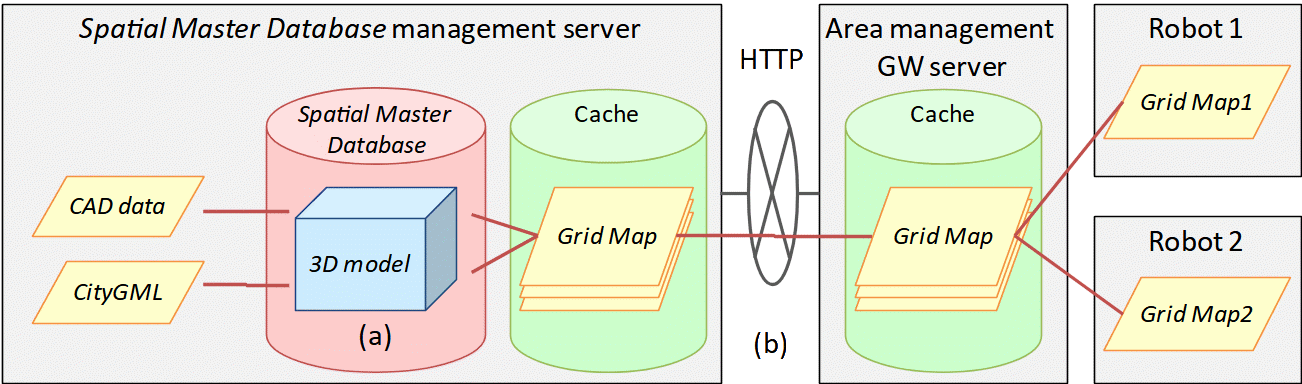 Spatial Master Database management server
CAD data
CityGML
Spatial Master
Database
3D model
(a)
Cache
Grid Map
HTTP
(b)
Area management
GW server
Cache
Grid Map
Robot 1
Grid Map1
Robot 2
Grid Map2